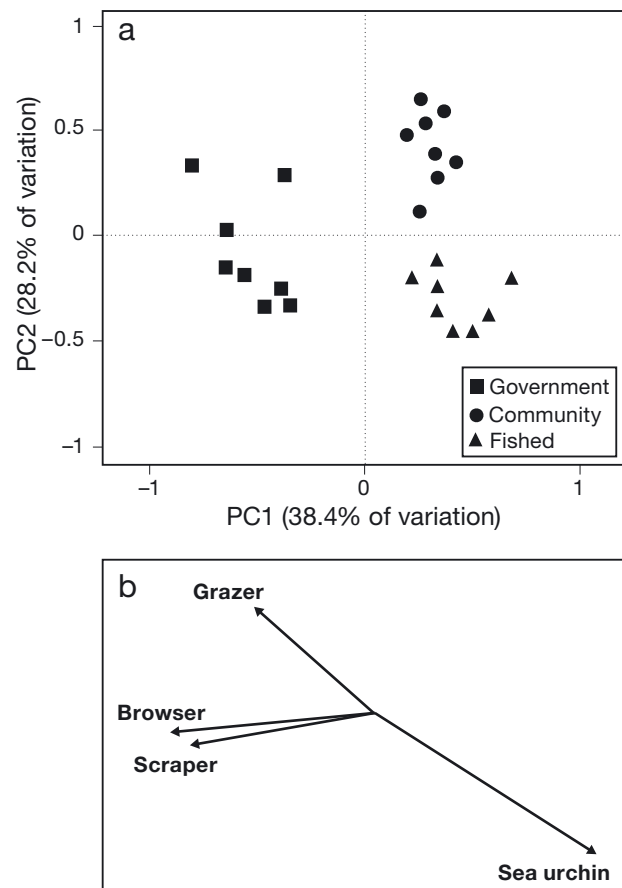 a
1
0.5
0
−0.5
−1
PC2 (28.2% of variation)
Government
Community
Fished
−1
0
1
PC1 (38.4% of variation)
b
Grazer
Browser
Scraper
Sea urchin